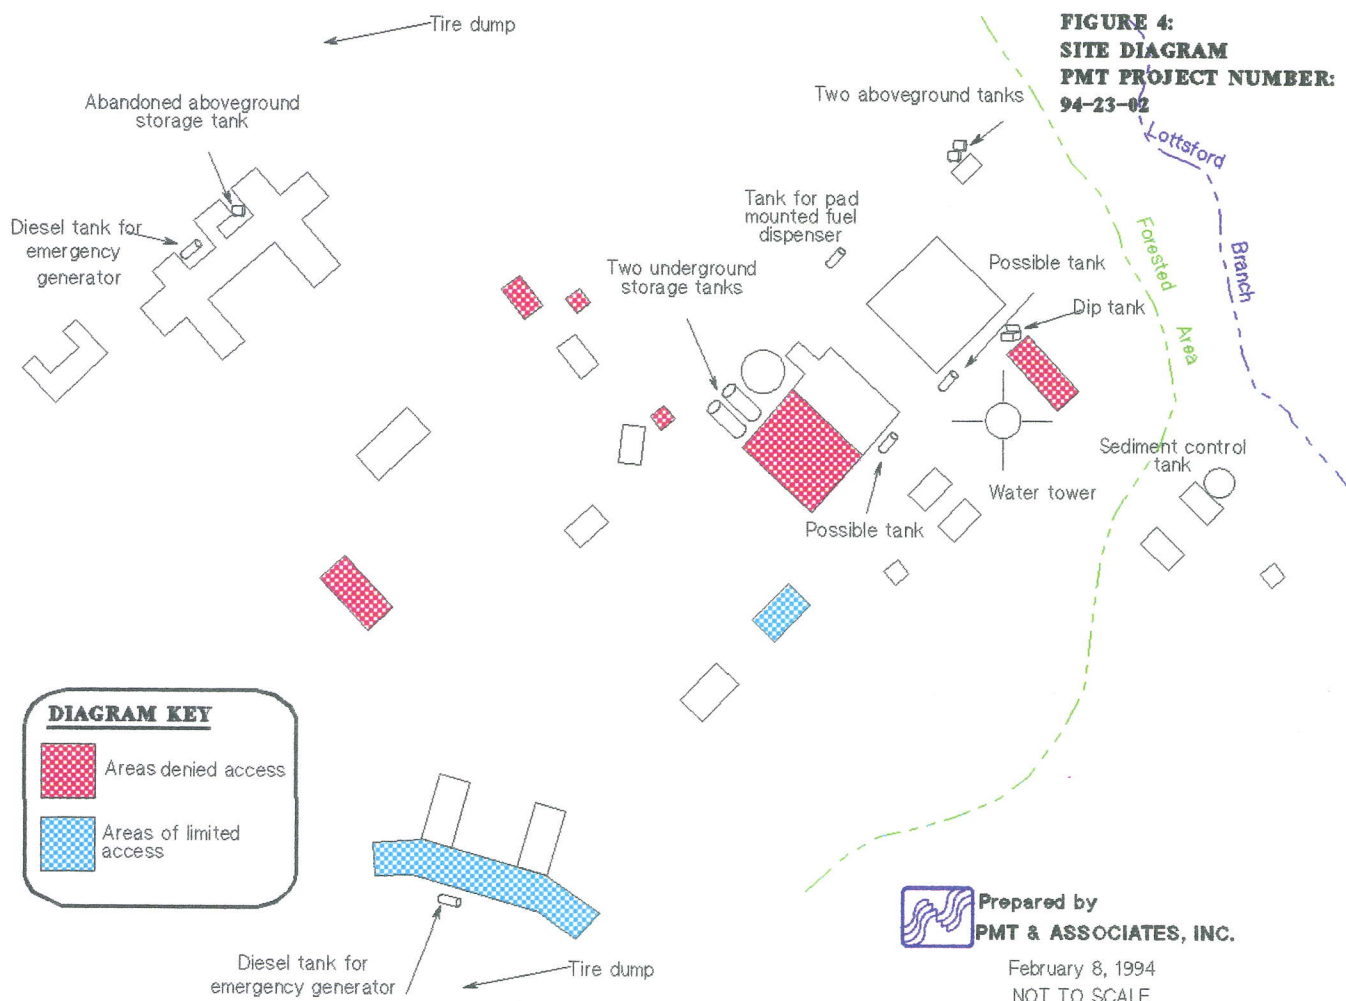 Tire dump
FIGURE 4:
SITE DIAGRAM
PMT PROJECT NUMBER:
94-23-02
Abandoned aboveground
storage tank
Two aboveground tanks
Lottsford
Branch
Diesel tank for
emergency
generator
Tank for pad
mounted fuel
dispenser
Forested
Area
Two underground
storage tanks
Possible tank
Dip tank
Sediment control
tank
Water tower
Possible tank
DIAGRAM KEY
Areas denied access
Areas of limited
access
Diesel tank for
emergency generator
Tire dump
Prepared by
PMT & ASSOCIATES, INC.
February 8, 1994
NOT TO SCALE